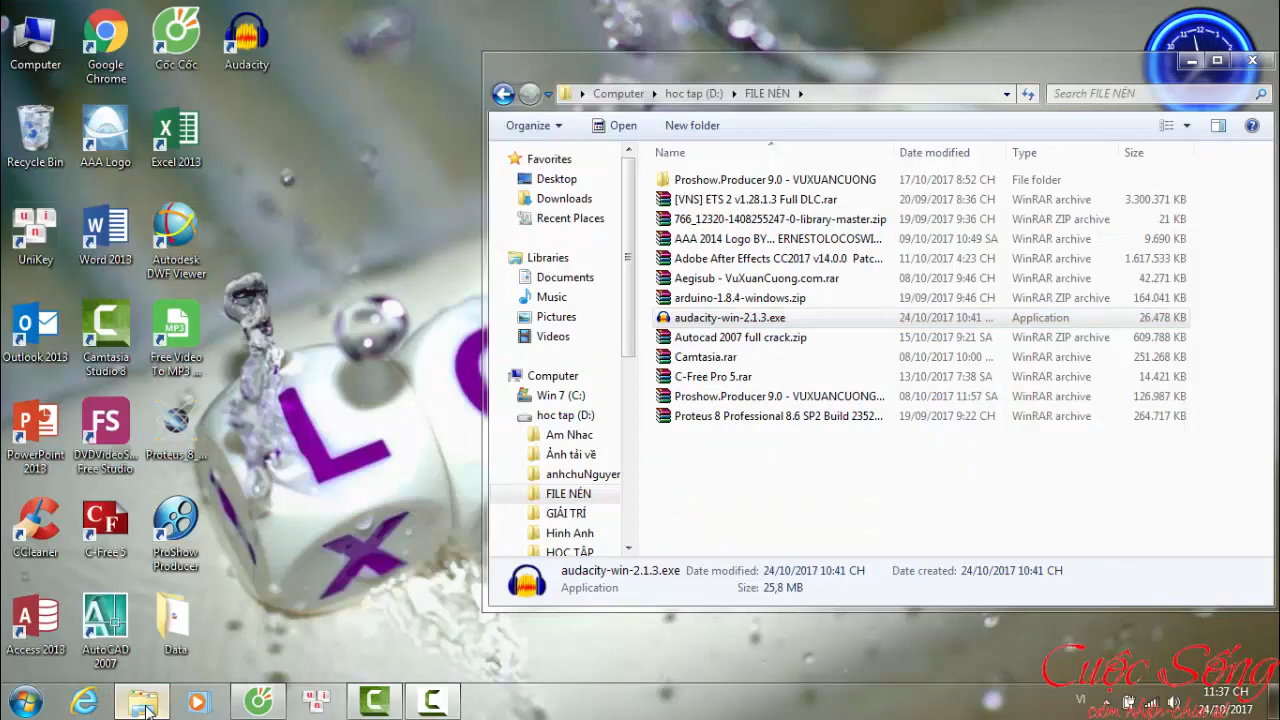 Computer
Google Chrome
Cốc Cốc
Audacity
Recycle Bin
AAA Logo
Excel 2013
UniKey
Word 2013
Autodesk DWF Viewer
Outlook 2013
Camtasia Studio 8
Free Video To MP3 ...
PowerPoint 2013
DVDVideoS... Free Studio
Proteus_8_...
CCleaner
C-Free 5
ProShow Producer
Access 2013
AutoCAD 2007
Data
Computer hoc tap (D:) FILE NÉN
Search FILE NÉN
Organize Open New folder
Favorites
Desktop
Downloads
Recent Places
Libraries
Documents
Music
Pictures
Videos
Computer
Win 7 (C:)
hoc tap (D:)
Am Nhac
Ảnh tải về
anhchuNguyer
FILE NÉN
GIẢI TRÍ
Hinh Anh
HỌC TẬP
Name Date modified Type Size
Proshow.Producer 9.0 - VUXUANCUONG 17/10/2017 8:52 CH File folder
[VNS] ETS 2 v1.28.1.3 Full DLC.rar 20/09/2017 8:36 CH WinRAR archive 3.300.371 KB
766_12320-1408255247-0-library-master.zip 19/09/2017 9:36 CH WinRAR ZIP archive 21 KB
AAA 2014 Logo BY... ERNESTOLOCOSWI... 09/10/2017 10:49 SA WinRAR archive 9.690 KB
Adobe After Effects CC2017 v14.0.0 Patc... 11/10/2017 4:23 CH WinRAR archive 1.617.533 KB
Aegisub - VuXuanCuong.com.rar 08/10/2017 9:46 SA WinRAR archive 42.271 KB
arduino-1.8.4-windows.zip 19/09/2017 9:46 CH WinRAR ZIP archive 164.041 KB
audacity-win-2.1.3.exe 24/10/2017 10:41 ... Application 26.478 KB
Autocad 2007 full crack.zip 15/10/2017 9:21 SA WinRAR ZIP archive 609.788 KB
Camtasia.rar 08/10/2017 10:00 ... WinRAR archive 251.268 KB
C-Free Pro 5.rar 13/10/2017 7:38 SA WinRAR archive 14.421 KB
Proshow.Producer 9.0 - VUXUANCUONG... 08/10/2017 11:57 SA WinRAR archive 126.987 KB
Proteus 8 Professional 8.6 SP2 Build 2352... 19/09/2017 9:22 CH WinRAR archive 264.717 KB
audacity-win-2.1.3.exe Date modified: 24/10/2017 10:41 CH Date created: 24/10/2017 10:41 CH
Application Size: 25,8 MB
L
X
Cuộc Sống
VI
11:37 CH
24/10/2017